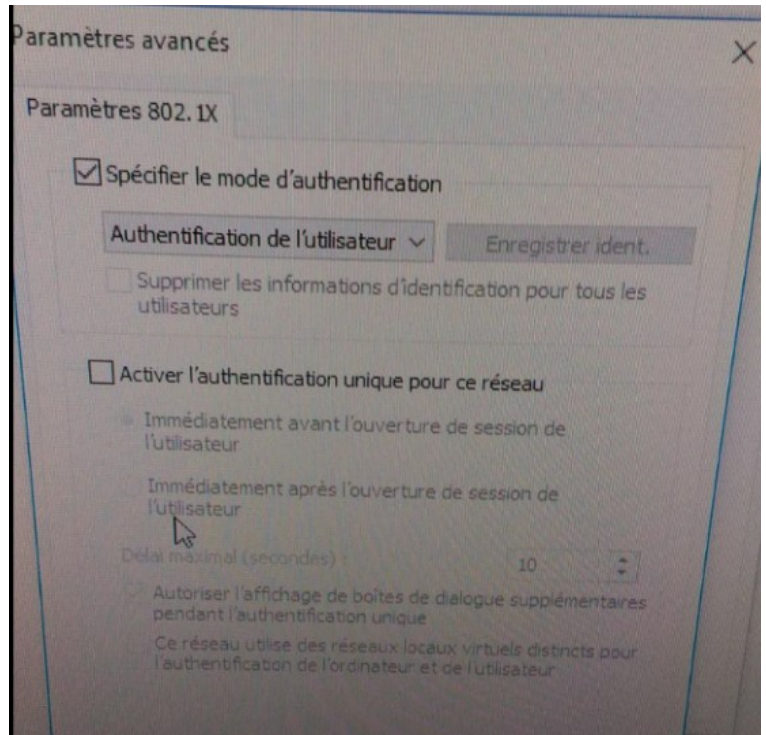 Paramètres avancés
Paramètres 802.1X
Spécifier le mode d'authentification
Authentification de l'utilisateur
Enregistrer ident.
Supprimer les informations d'identification pour tous les
utilisateurs
Activer l'authentification unique pour ce réseau
Immédiatement avant l'ouverture de session de
l'utilisateur
Immédiatement après l'ouverture de session de
l'utilisateur
Délai maximal (secondes) :
10
Autoriser l'affichage de boîtes de dialogue supplémentaires
pendant l'authentification unique
Ce réseau utilise des réseaux locaux virtuels distincts pour
l'authentification de l'ordinateur et de l'utilisateur